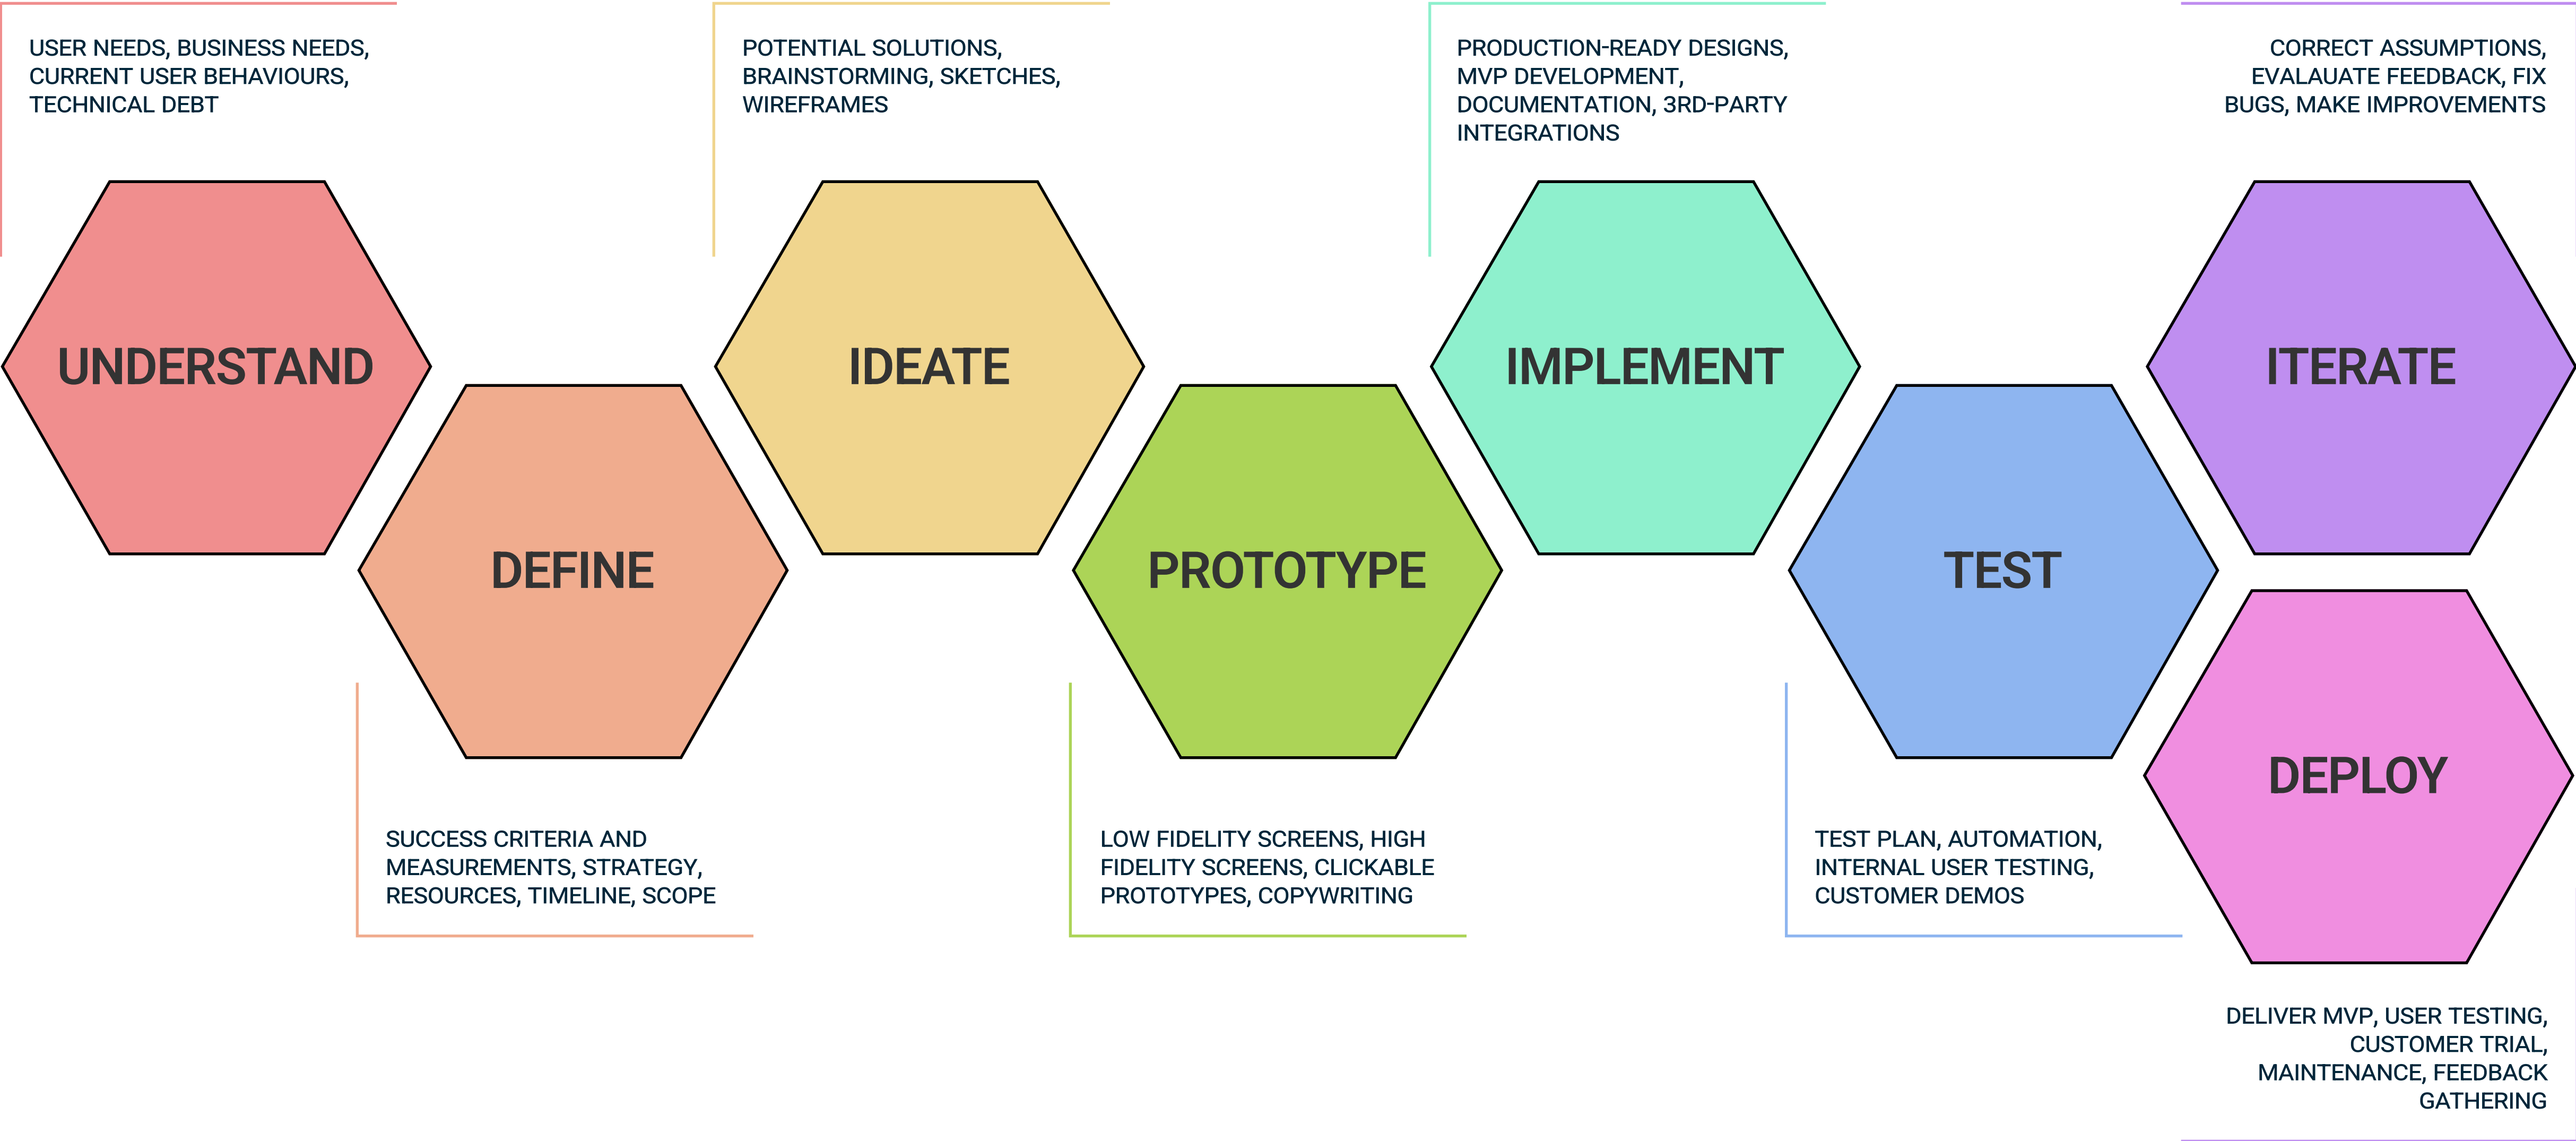 USER NEEDS, BUSINESS NEEDS,
CURRENT USER BEHAVIOURS,
TECHNICAL DEBT
UNDERSTAND
DEFINE
SUCCESS CRITERIA AND
MEASUREMENTS, STRATEGY,
RESOURCES, TIMELINE, SCOPE
POTENTIAL SOLUTIONS,
BRAINSTORMING, SKETCHES,
WIREFRAMES
IDEATE
PROTOTYPE
LOW FIDELITY SCREENS, HIGH
FIDELITY SCREENS, CLICKABLE
PROTOTYPES, COPYWRITING
PRODUCTION-READY DESIGNS,
MVP DEVELOPMENT,
DOCUMENTATION, 3RD-PARTY
INTEGRATIONS
IMPLEMENT
TEST
TEST PLAN, AUTOMATION,
INTERNAL USER TESTING,
CUSTOMER DEMOS
CORRECT ASSUMPTIONS,
EVALAUATE FEEDBACK, FIX
BUGS, MAKE IMPROVEMENTS
ITERATE
DEPLOY
DELIVER MVP, USER TESTING,
CUSTOMER TRIAL,
MAINTENANCE, FEEDBACK
GATHERING